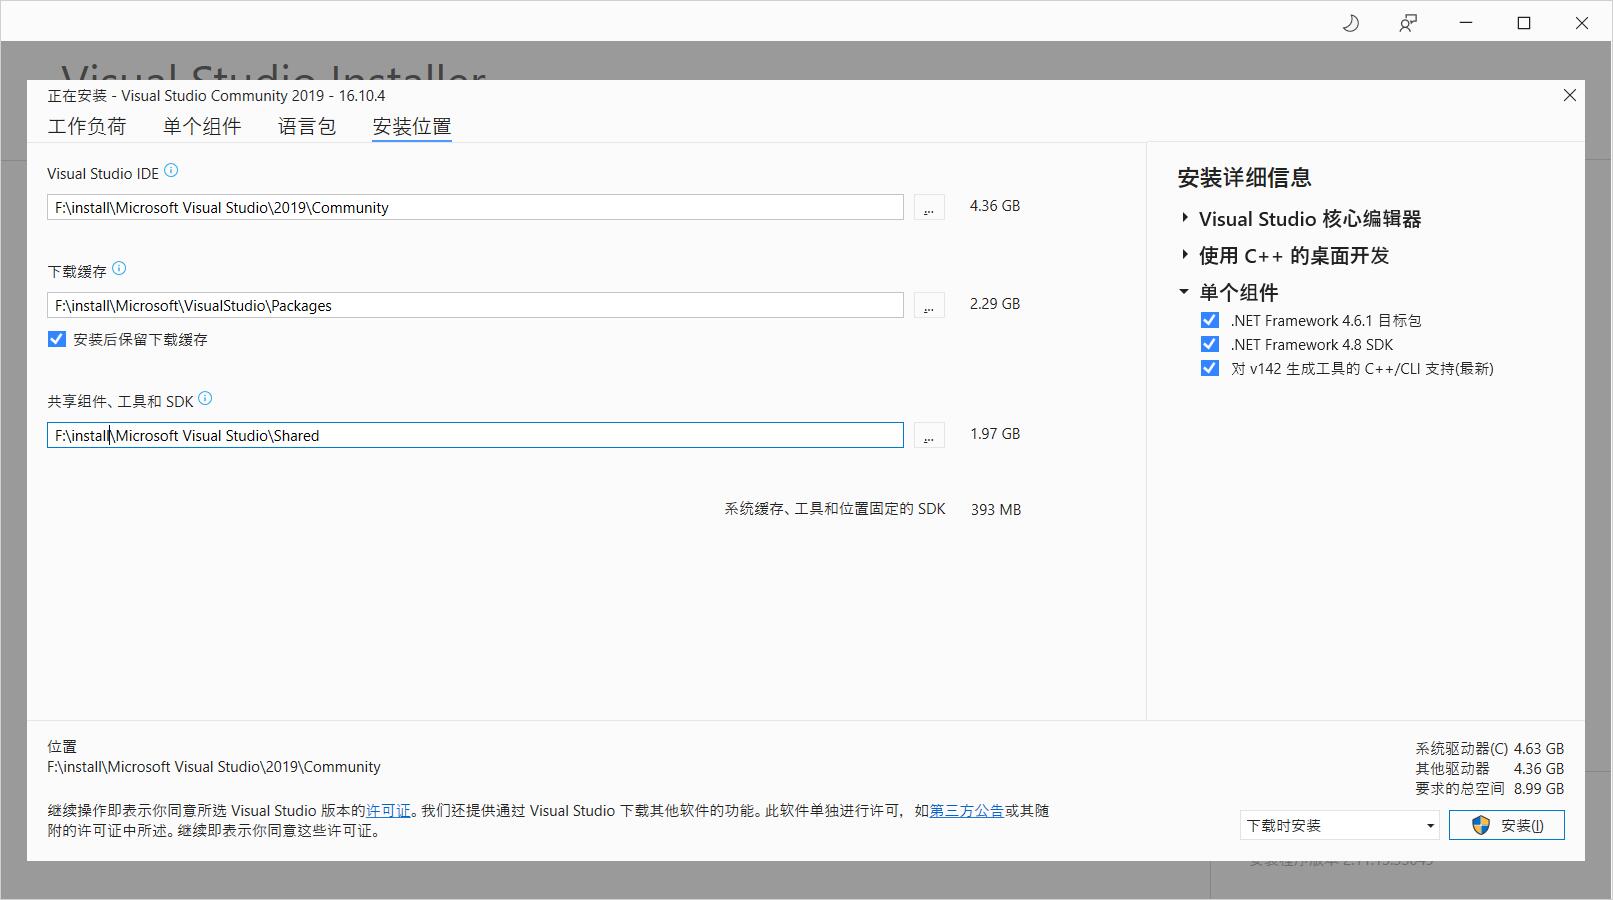 Visual Studio Installer
正在安装 - Visual Studio Community 2019 - 16.10.4
工作负荷 单个组件 语言包 安装位置
Visual Studio IDE
F:\install\Microsoft Visual Studio\2019\Community
...
4.36 GB
下载缓存
F:\install\Microsoft\VisualStudio\Packages
...
2.29 GB
安装后保留下载缓存
共享组件、工具和 SDK
F:\install\Microsoft Visual Studio\Shared
...
1.97 GB
系统缓存、工具和位置固定的 SDK 393 MB
安装详细信息
Visual Studio 核心编辑器
使用 C++ 的桌面开发
单个组件
.NET Framework 4.6.1 目标包
.NET Framework 4.8 SDK
对 v142 生成工具的 C++/CLI 支持(最新)
位置
F:\install\Microsoft Visual Studio\2019\Community
继续操作即表示你同意所选 Visual Studio 版本的许可证。我们还提供通过 Visual Studio 下载其他软件的功能。此软件单独进行许可，如第三方公告或其随
附的许可证中所述。继续即表示你同意这些许可证。
系统驱动器(C) 4.63 GB
其他驱动器 4.36 GB
要求的总空间 8.99 GB
下载时安装
安装(I)